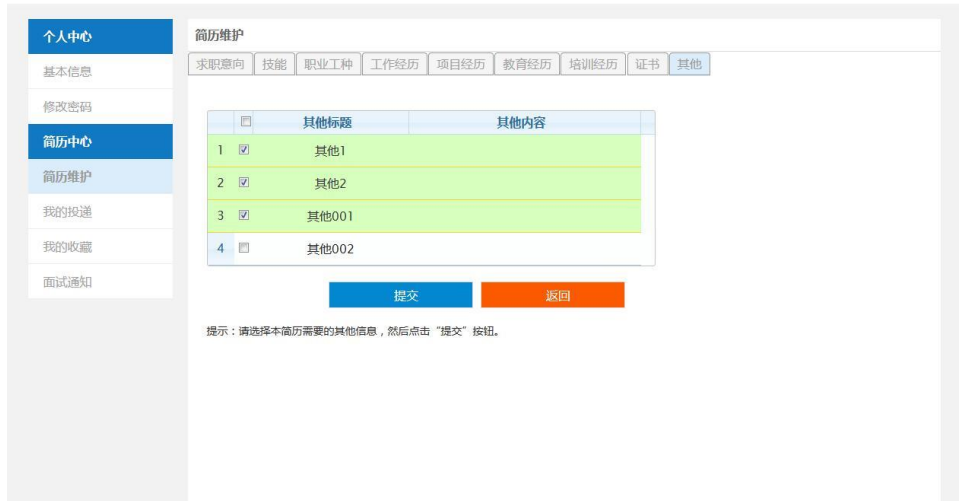 个人中心
基本信息
修改密码
简历中心
简历维护
我的投递
我的收藏
面试通知
简历维护
求职意向 技能 职业工种 工作经历 项目经历 教育经历 培训经历 证书 其他
其他标题 其他内容
1 其他1
2 其他2
3 其他001
4 其他002
提交 返回
提示：请选择本简历需要的其他信息，然后点击“提交”按钮。